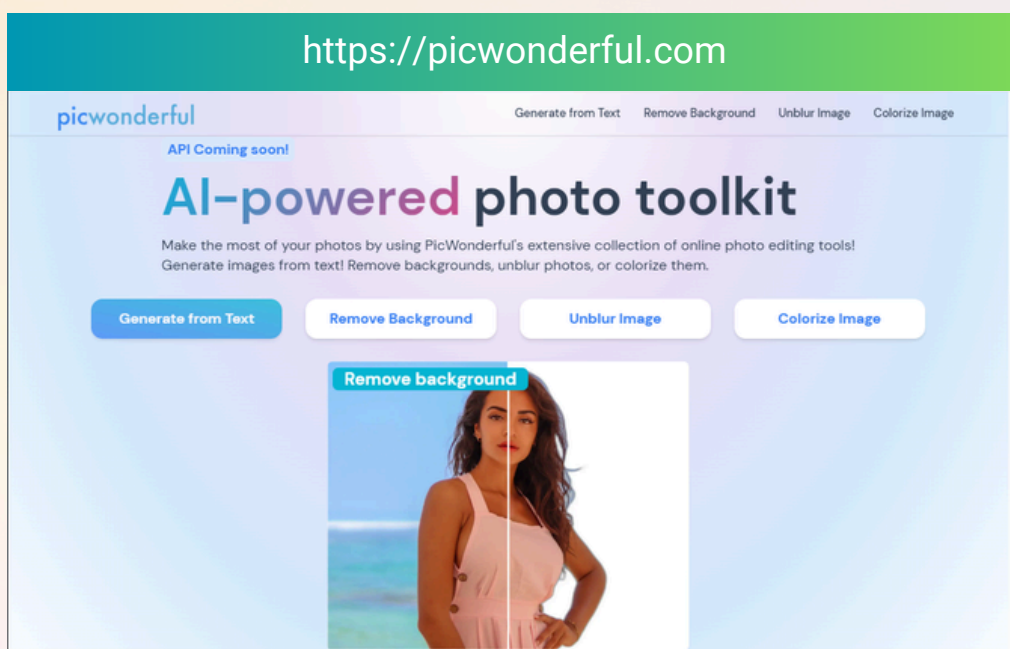 https://picwonderful.com
picwonderful
Generate from Text Remove Background Unblur Image Colorize Image
API Coming soon!
AI-powered photo toolkit
Make the most of your photos by using PicWonderful's extensive collection of online photo editing tools!
Generate images from text! Remove backgrounds, unblur photos, or colorize them.
Generate from Text Remove Background Unblur Image Colorize Image
Remove background